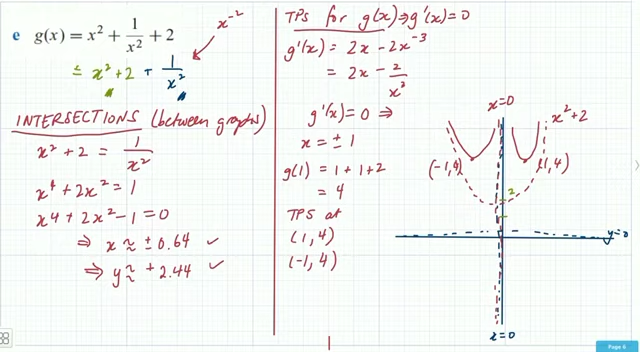 e g(x) = x² + 1/x² + 2
x⁻²
= x² + 2 + 1/x²
INTERSECTIONS (between graphs)
x² + 2 = 1/x²
x⁴ + 2x² = 1
x⁴ + 2x² - 1 = 0
⇒ x ≈ ± 0.64 ✓
⇒ y ≈ + 2.44 ✓
TPS for g(x) ⇒ g'(x) = 0
g'(x) = 2x - 2x⁻³
= 2x - 2/x³
g'(x) = 0 ⇒
x = ± 1
g(1) = 1 + 1 + 2
= 4
TPS at
(1, 4)
(-1, 4)
x=0
x² + 2
(-1, 4)
(1, 4)
2
y=0
x=0
Page 6